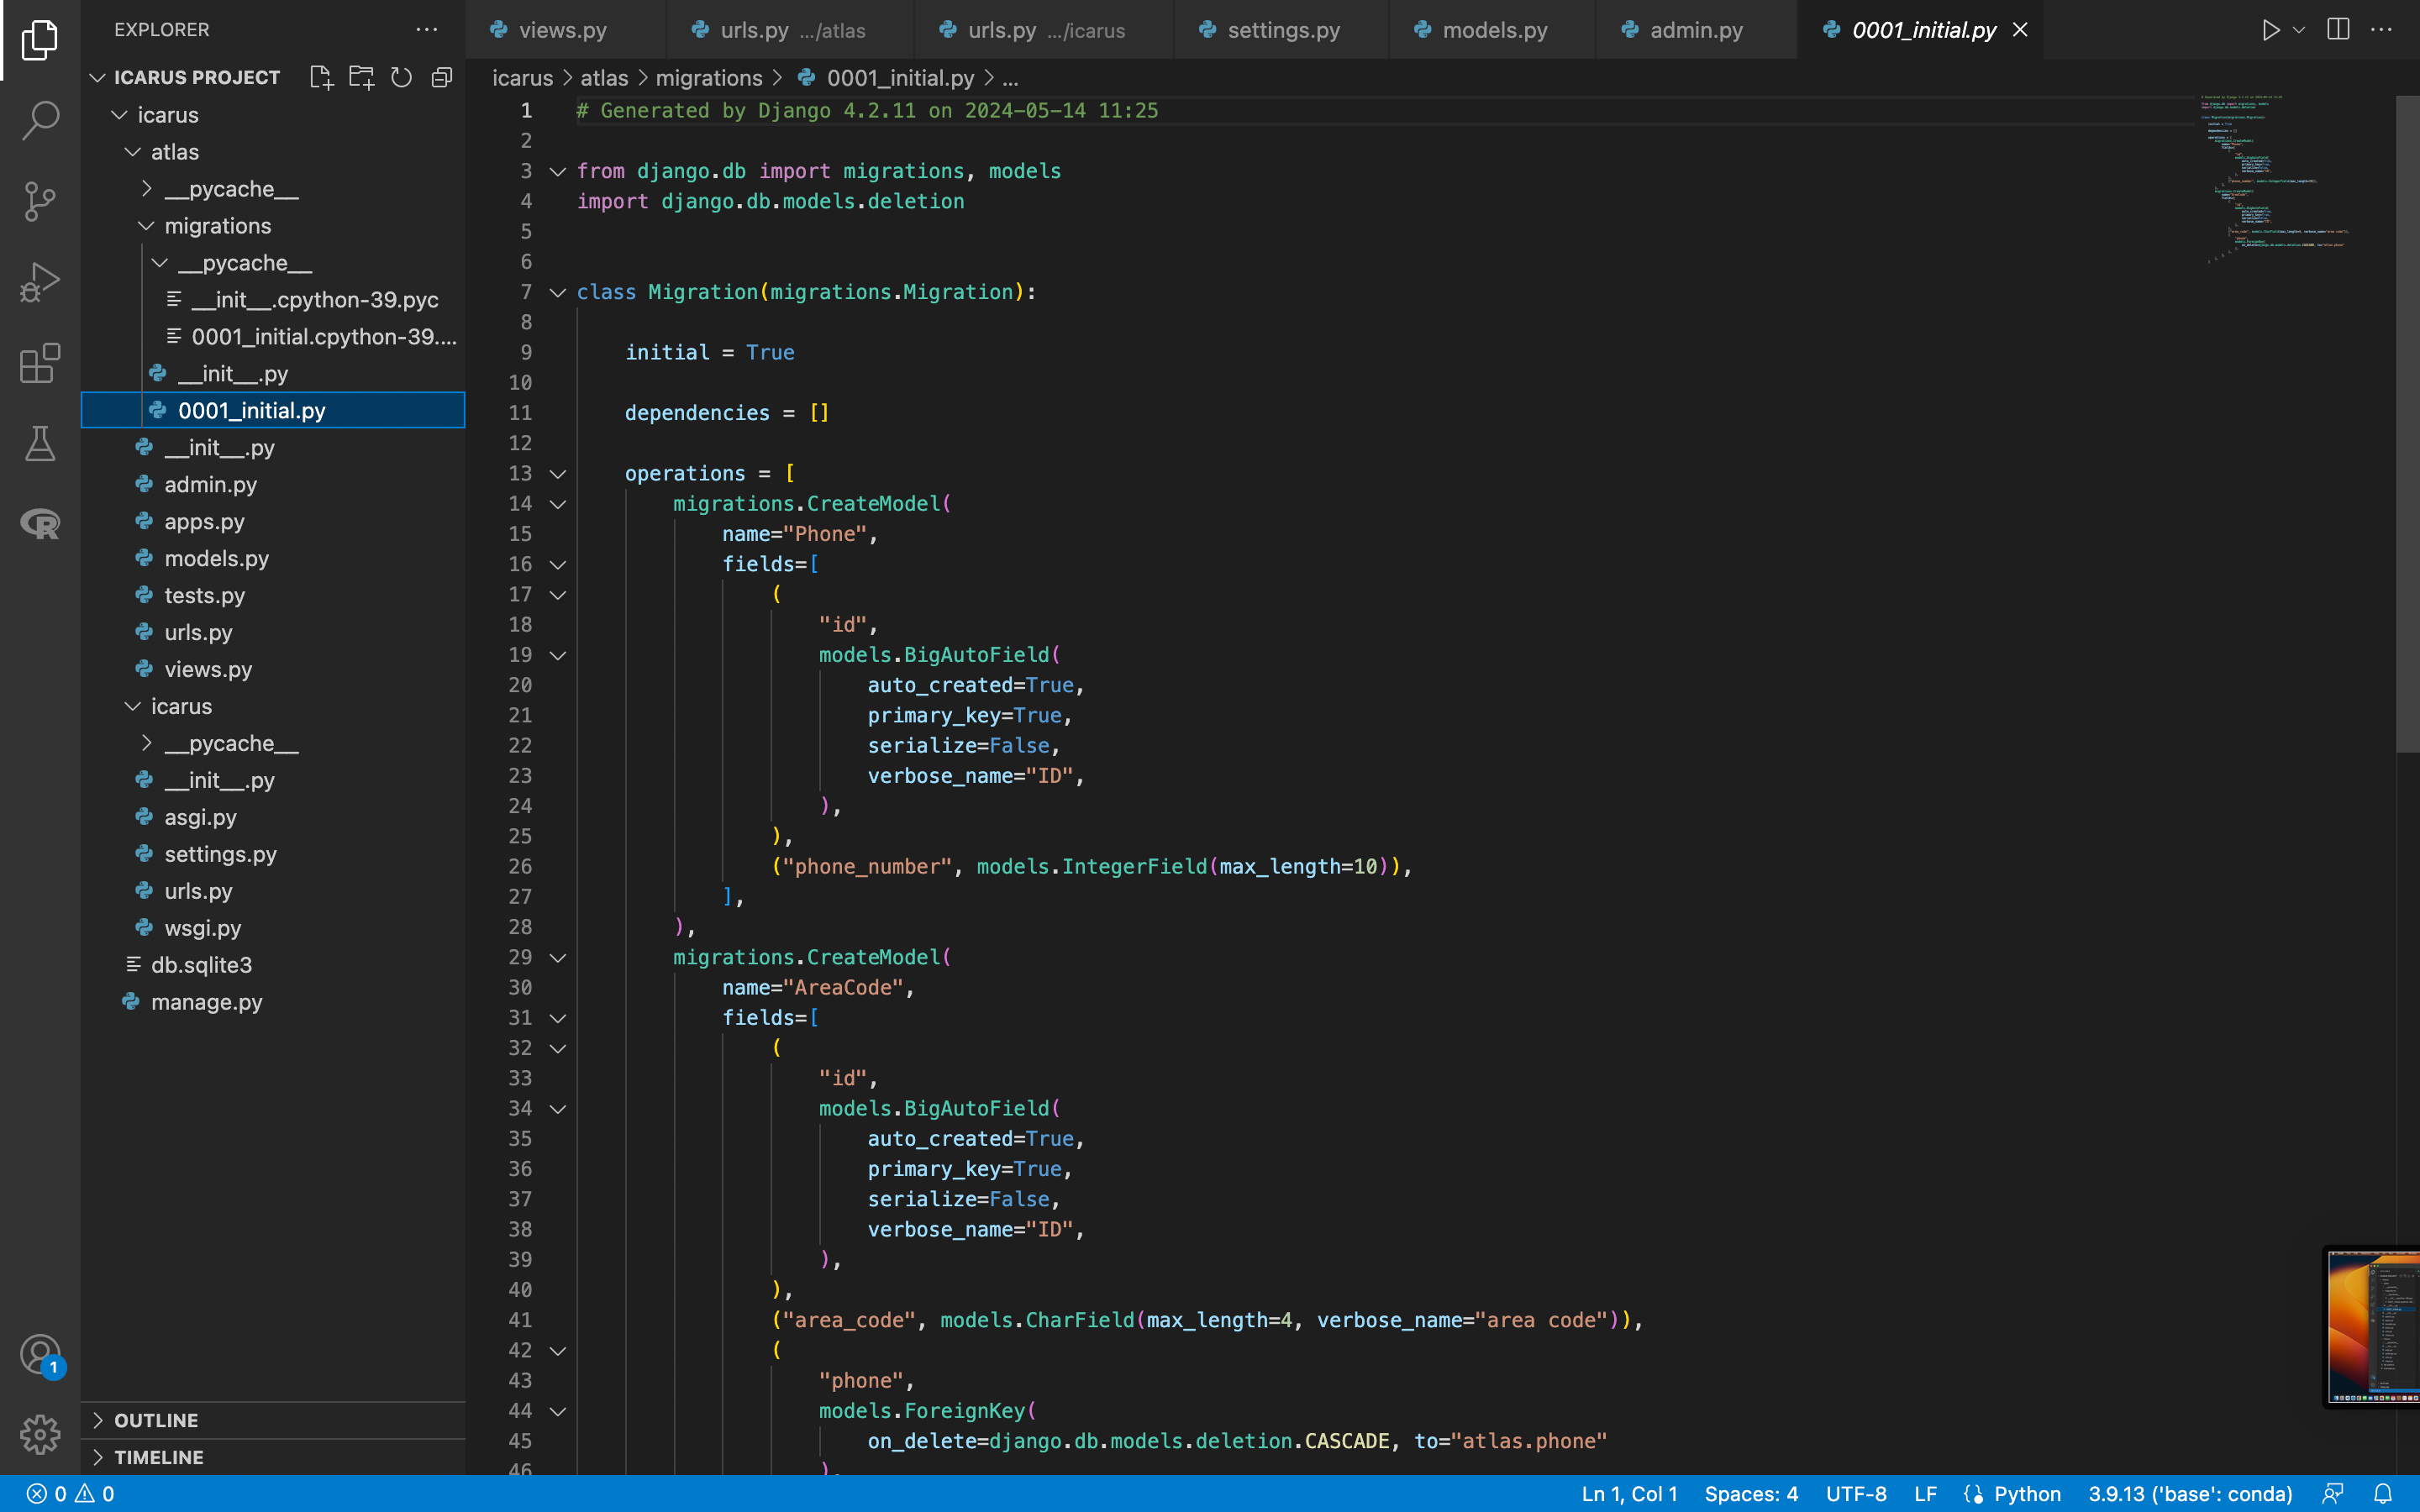 EXPLORER
ICARUS PROJECT
icarus
atlas
__pycache__
migrations
__pycache__
__init__.cpython-39.pyc
0001_initial.cpython-39....
__init__.py
0001_initial.py
__init__.py
admin.py
apps.py
models.py
tests.py
urls.py
views.py
icarus
__pycache__
__init__.py
asgi.py
settings.py
urls.py
wsgi.py
db.sqlite3
manage.py
OUTLINE
TIMELINE
1
views.py
urls.py .../atlas
urls.py .../icarus
settings.py
models.py
admin.py
0001_initial.py
icarus > atlas > migrations > 0001_initial.py > ...
1 # Generated by Django 4.2.11 on 2024-05-14 11:25
2
3 from django.db import migrations, models
4 import django.db.models.deletion
5
6
7 class Migration(migrations.Migration):
8
9     initial = True
10
11     dependencies = []
12
13     operations = [
14         migrations.CreateModel(
15             name="Phone",
16             fields=[
17                 (
18                     "id",
19                     models.BigAutoField(
20                         auto_created=True,
21                         primary_key=True,
22                         serialize=False,
23                         verbose_name="ID",
24                     ),
25                 ),
26                 ("phone_number", models.IntegerField(max_length=10)),
27             ],
28         ),
29         migrations.CreateModel(
30             name="AreaCode",
31             fields=[
32                 (
33                     "id",
34                     models.BigAutoField(
35                         auto_created=True,
36                         primary_key=True,
37                         serialize=False,
38                         verbose_name="ID",
39                     ),
40                 ),
41                 ("area_code", models.CharField(max_length=4, verbose_name="area code")),
42                 (
43                     "phone",
44                     models.ForeignKey(
45                         on_delete=django.db.models.deletion.CASCADE, to="atlas.phone"
46                     ),
0 0
Ln 1, Col 1
Spaces: 4
UTF-8
LF
Python
3.9.13 ('base': conda)